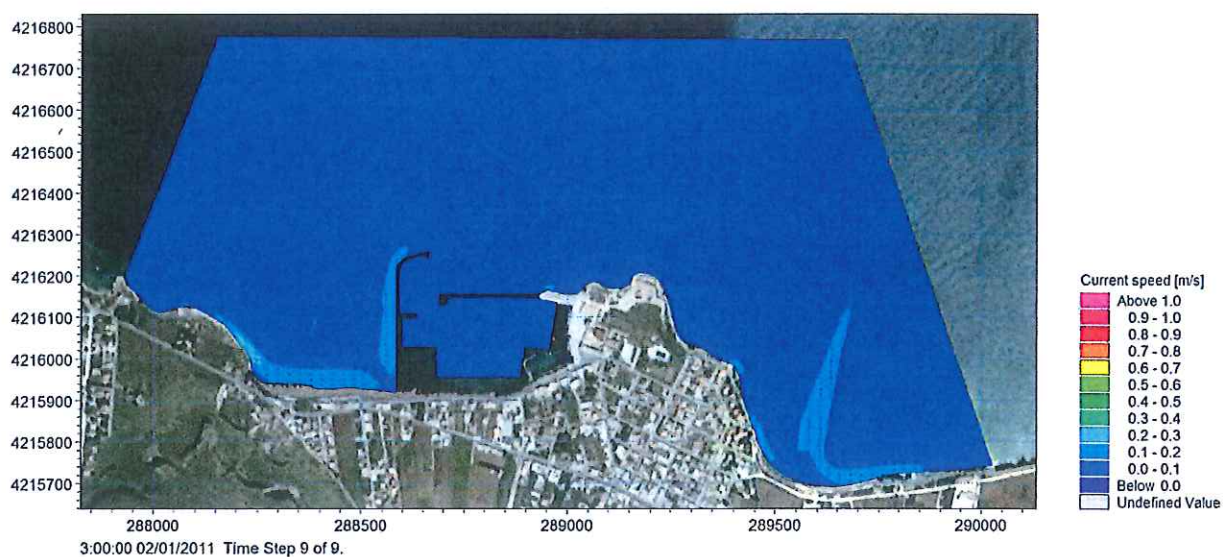 4216800
4216700
4216600
4216500
4216400
4216300
4216200
4216100
4216000
4215900
4215800
4215700
288000 288500 289000 289500 290000
3:00:00 02/01/2011 Time Step 9 of 9.
Current speed [m/s]
Above 1.0
0.9 - 1.0
0.8 - 0.9
0.7 - 0.8
0.6 - 0.7
0.5 - 0.6
0.4 - 0.5
0.3 - 0.4
0.2 - 0.3
0.1 - 0.2
0.0 - 0.1
Below 0.0
Undefined Value